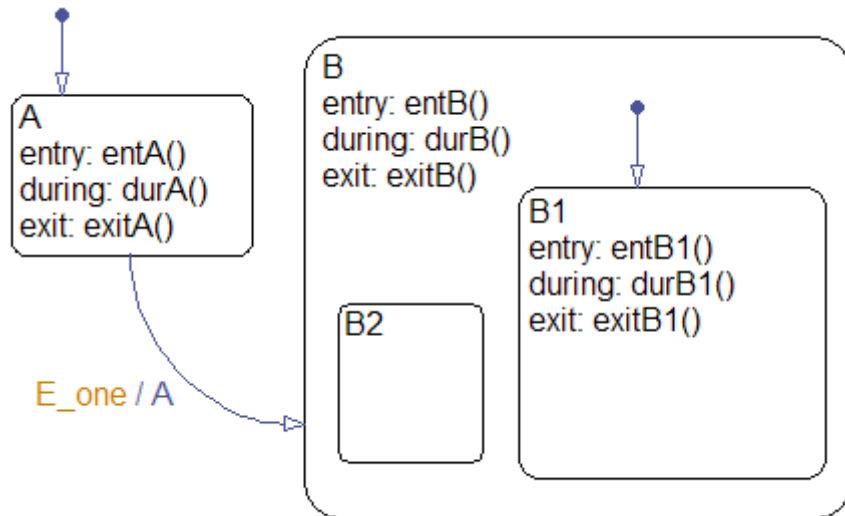 A
entry: entA()
during: durA()
exit: exitA()
E_one / A
B
entry: entB()
during: durB()
exit: exitB()
B1
entry: entB1()
during: durB1()
exit: exitB1()
B2